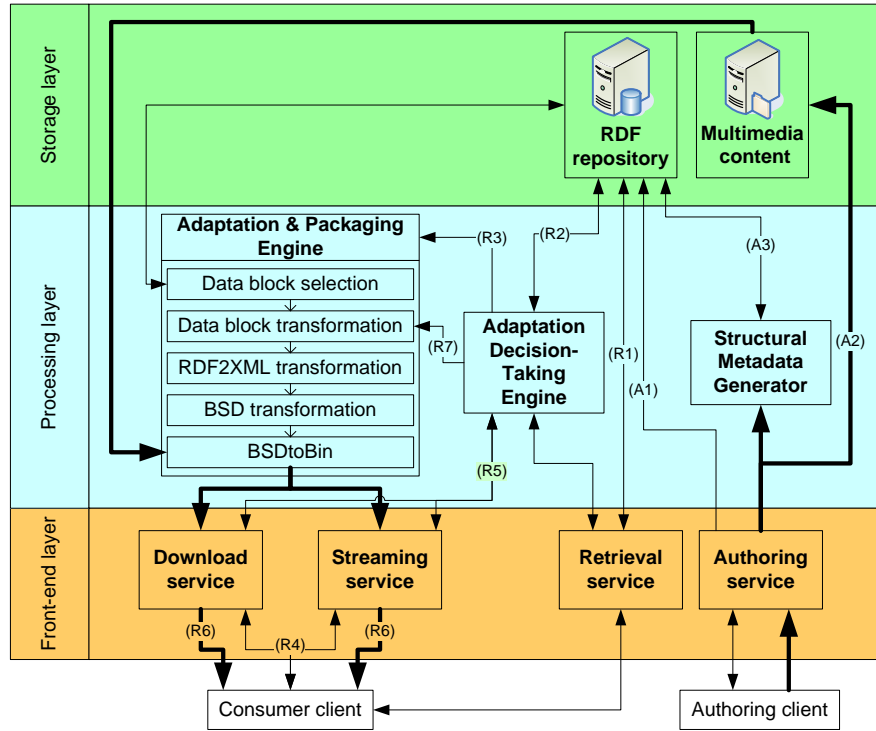 Storage layer
RDF
repository
Multimedia
content
Processing layer
Adaptation & Packaging
Engine
Data block selection
Data block transformation
RDF2XML transformation
BSD transformation
BSDtoBin
(R3)
(R2)
(R7)
Adaptation
Decision-
Taking
Engine
(R5)
(R1)
(A1)
(A3)
(A2)
Structural
Metadata
Generator
Front-end layer
Download
service
Streaming
service
Retrieval
service
Authoring
service
(R6)
(R4)
(R6)
Consumer client
Authoring client